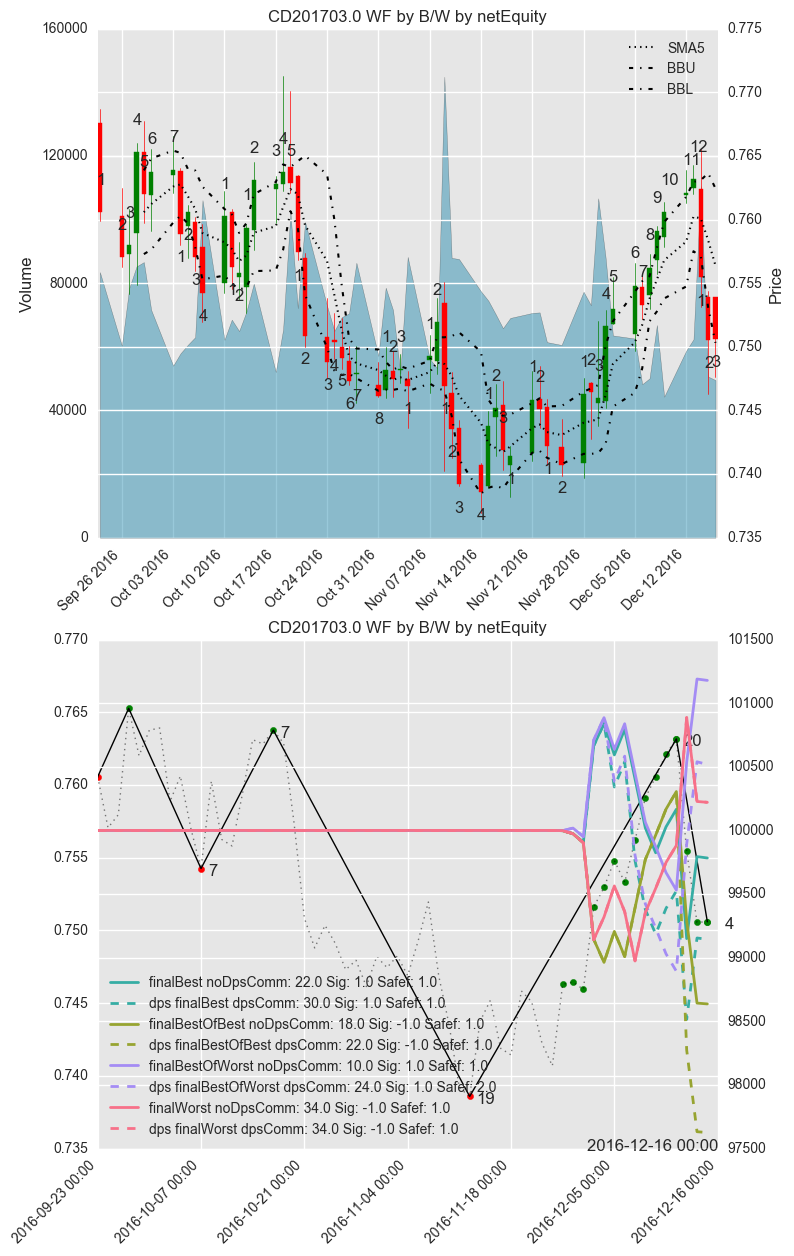 CD201703.0 WF by B/W by netEquity
160000
120000
80000
40000
0
Volume
0.775
0.770
0.765
0.760
0.755
0.750
0.745
0.740
0.735
Price
SMA5
BBU
BBL
Sep 26 2016
Oct 03 2016
Oct 10 2016
Oct 17 2016
Oct 24 2016
Oct 31 2016
Nov 07 2016
Nov 14 2016
Nov 21 2016
Nov 28 2016
Dec 05 2016
Dec 12 2016
CD201703.0 WF by B/W by netEquity
0.770
0.765
0.760
0.755
0.750
0.745
0.740
0.735
101500
101000
100500
100000
99500
99000
98500
98000
97500
7
7
19
20
4
finalBest noDpsComm: 22.0 Sig: 1.0 Safef: 1.0
dps finalBest dpsComm: 30.0 Sig: 1.0 Safef: 1.0
finalBestOfBest noDpsComm: 18.0 Sig: -1.0 Safef: 1.0
dps finalBestOfBest dpsComm: 22.0 Sig: -1.0 Safef: 1.0
finalBestOfWorst noDpsComm: 10.0 Sig: 1.0 Safef: 1.0
dps finalBestOfWorst dpsComm: 24.0 Sig: 1.0 Safef: 2.0
finalWorst noDpsComm: 34.0 Sig: -1.0 Safef: 1.0
dps finalWorst dpsComm: 34.0 Sig: -1.0 Safef: 1.0
2016-12-16 00:00
2016-09-23 00:00
2016-10-07 00:00
2016-10-21 00:00
2016-11-04 00:00
2016-11-18 00:00
2016-12-05 00:00
2016-12-16 00:00